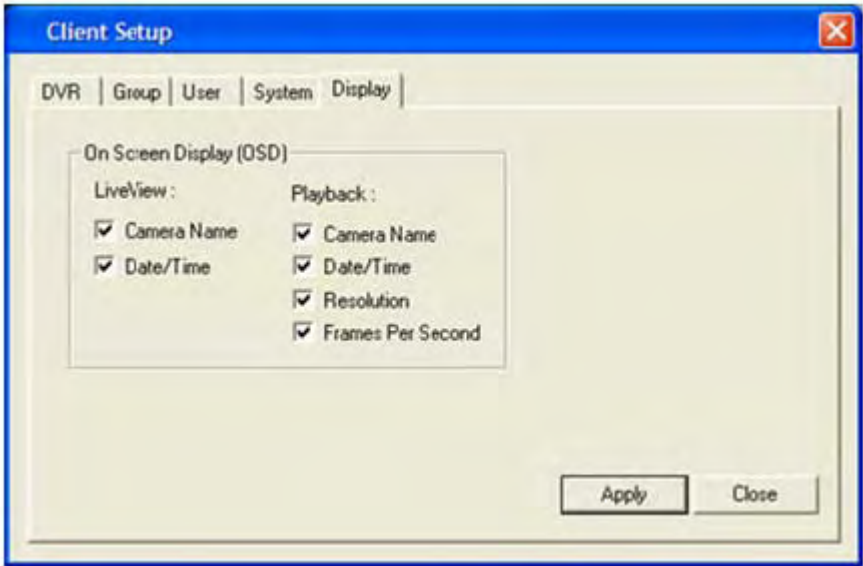 Client Setup
DVR Group User System Display
On Screen Display (OSD)
LiveView : Playback :
Camera Name Camera Name
Date/Time Date/Time
Resolution
Frames Per Second
Apply Close